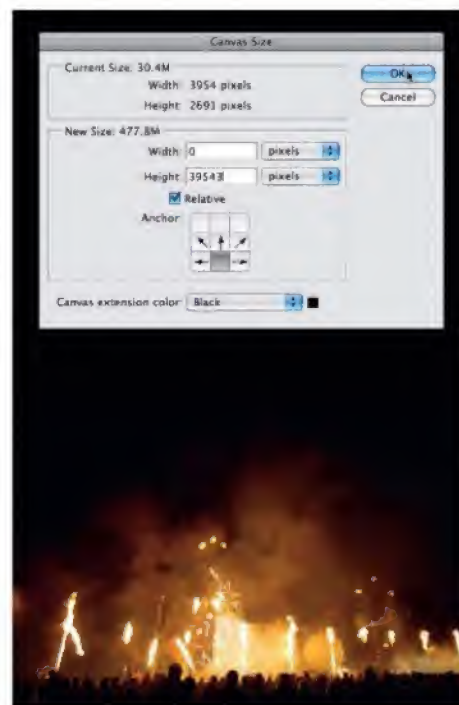 Canvas Size
Current Size: 30.4M
Width: 3954 pixels
Height: 2693 pixels
OK
Cancel
New Size: 477.8M
Width: 0 pixels
Height: 39543 pixels
Relative
Anchor:
Canvas extension color: Black